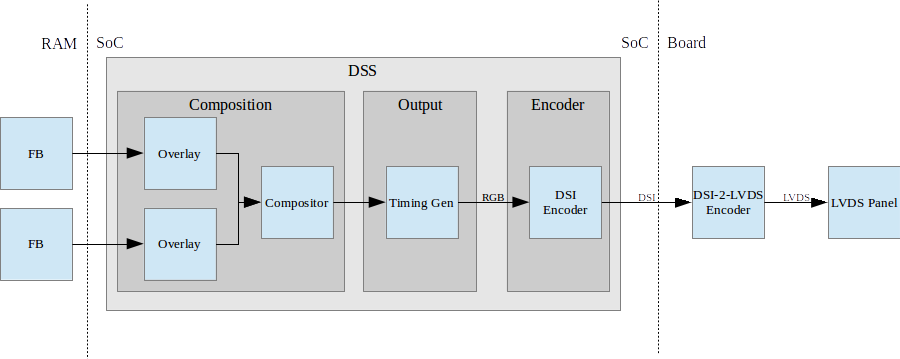 RAM
SoC
SoC
Board
DSS
Composition
Output
Encoder
FB
Overlay
Compositor
Timing Gen
RGB
DSI
Encoder
DSI
DSI-2-LVDS
Encoder
LVDS
LVDS Panel
FB
Overlay